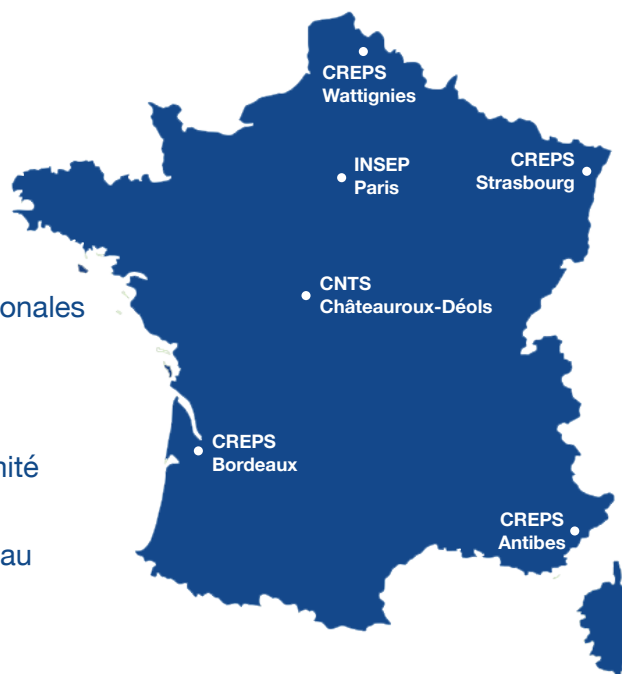 CREPS
Wattignies
INSEP
Paris
CREPS
Strasbourg
CNTS
Châteauroux-Déols
onales
CREPS
Bordeaux
nité
CREPS
Antibes
au